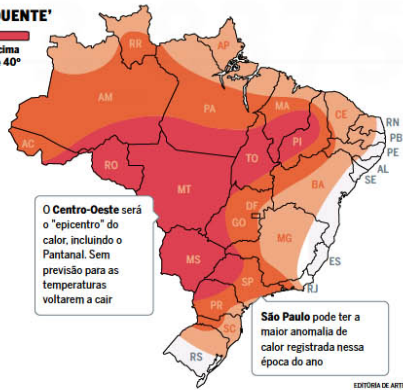 QUENTE'
cima
40º
RR
AP
AM
PA
MA
CE
RN
PB
PE
AL
SE
AC
RO
TO
PI
BA
MT
DF
GO
MG
ES
MS
SP
RJ
PR
SC
RS
O Centro-Oeste será
o "epicentro" do
calor, incluindo o
Pantanal. Sem
previsão para as
temperaturas
voltarem a cair
São Paulo pode ter a
maior anomalia de
calor registrada nessa
época do ano
EDITORIA DE ART